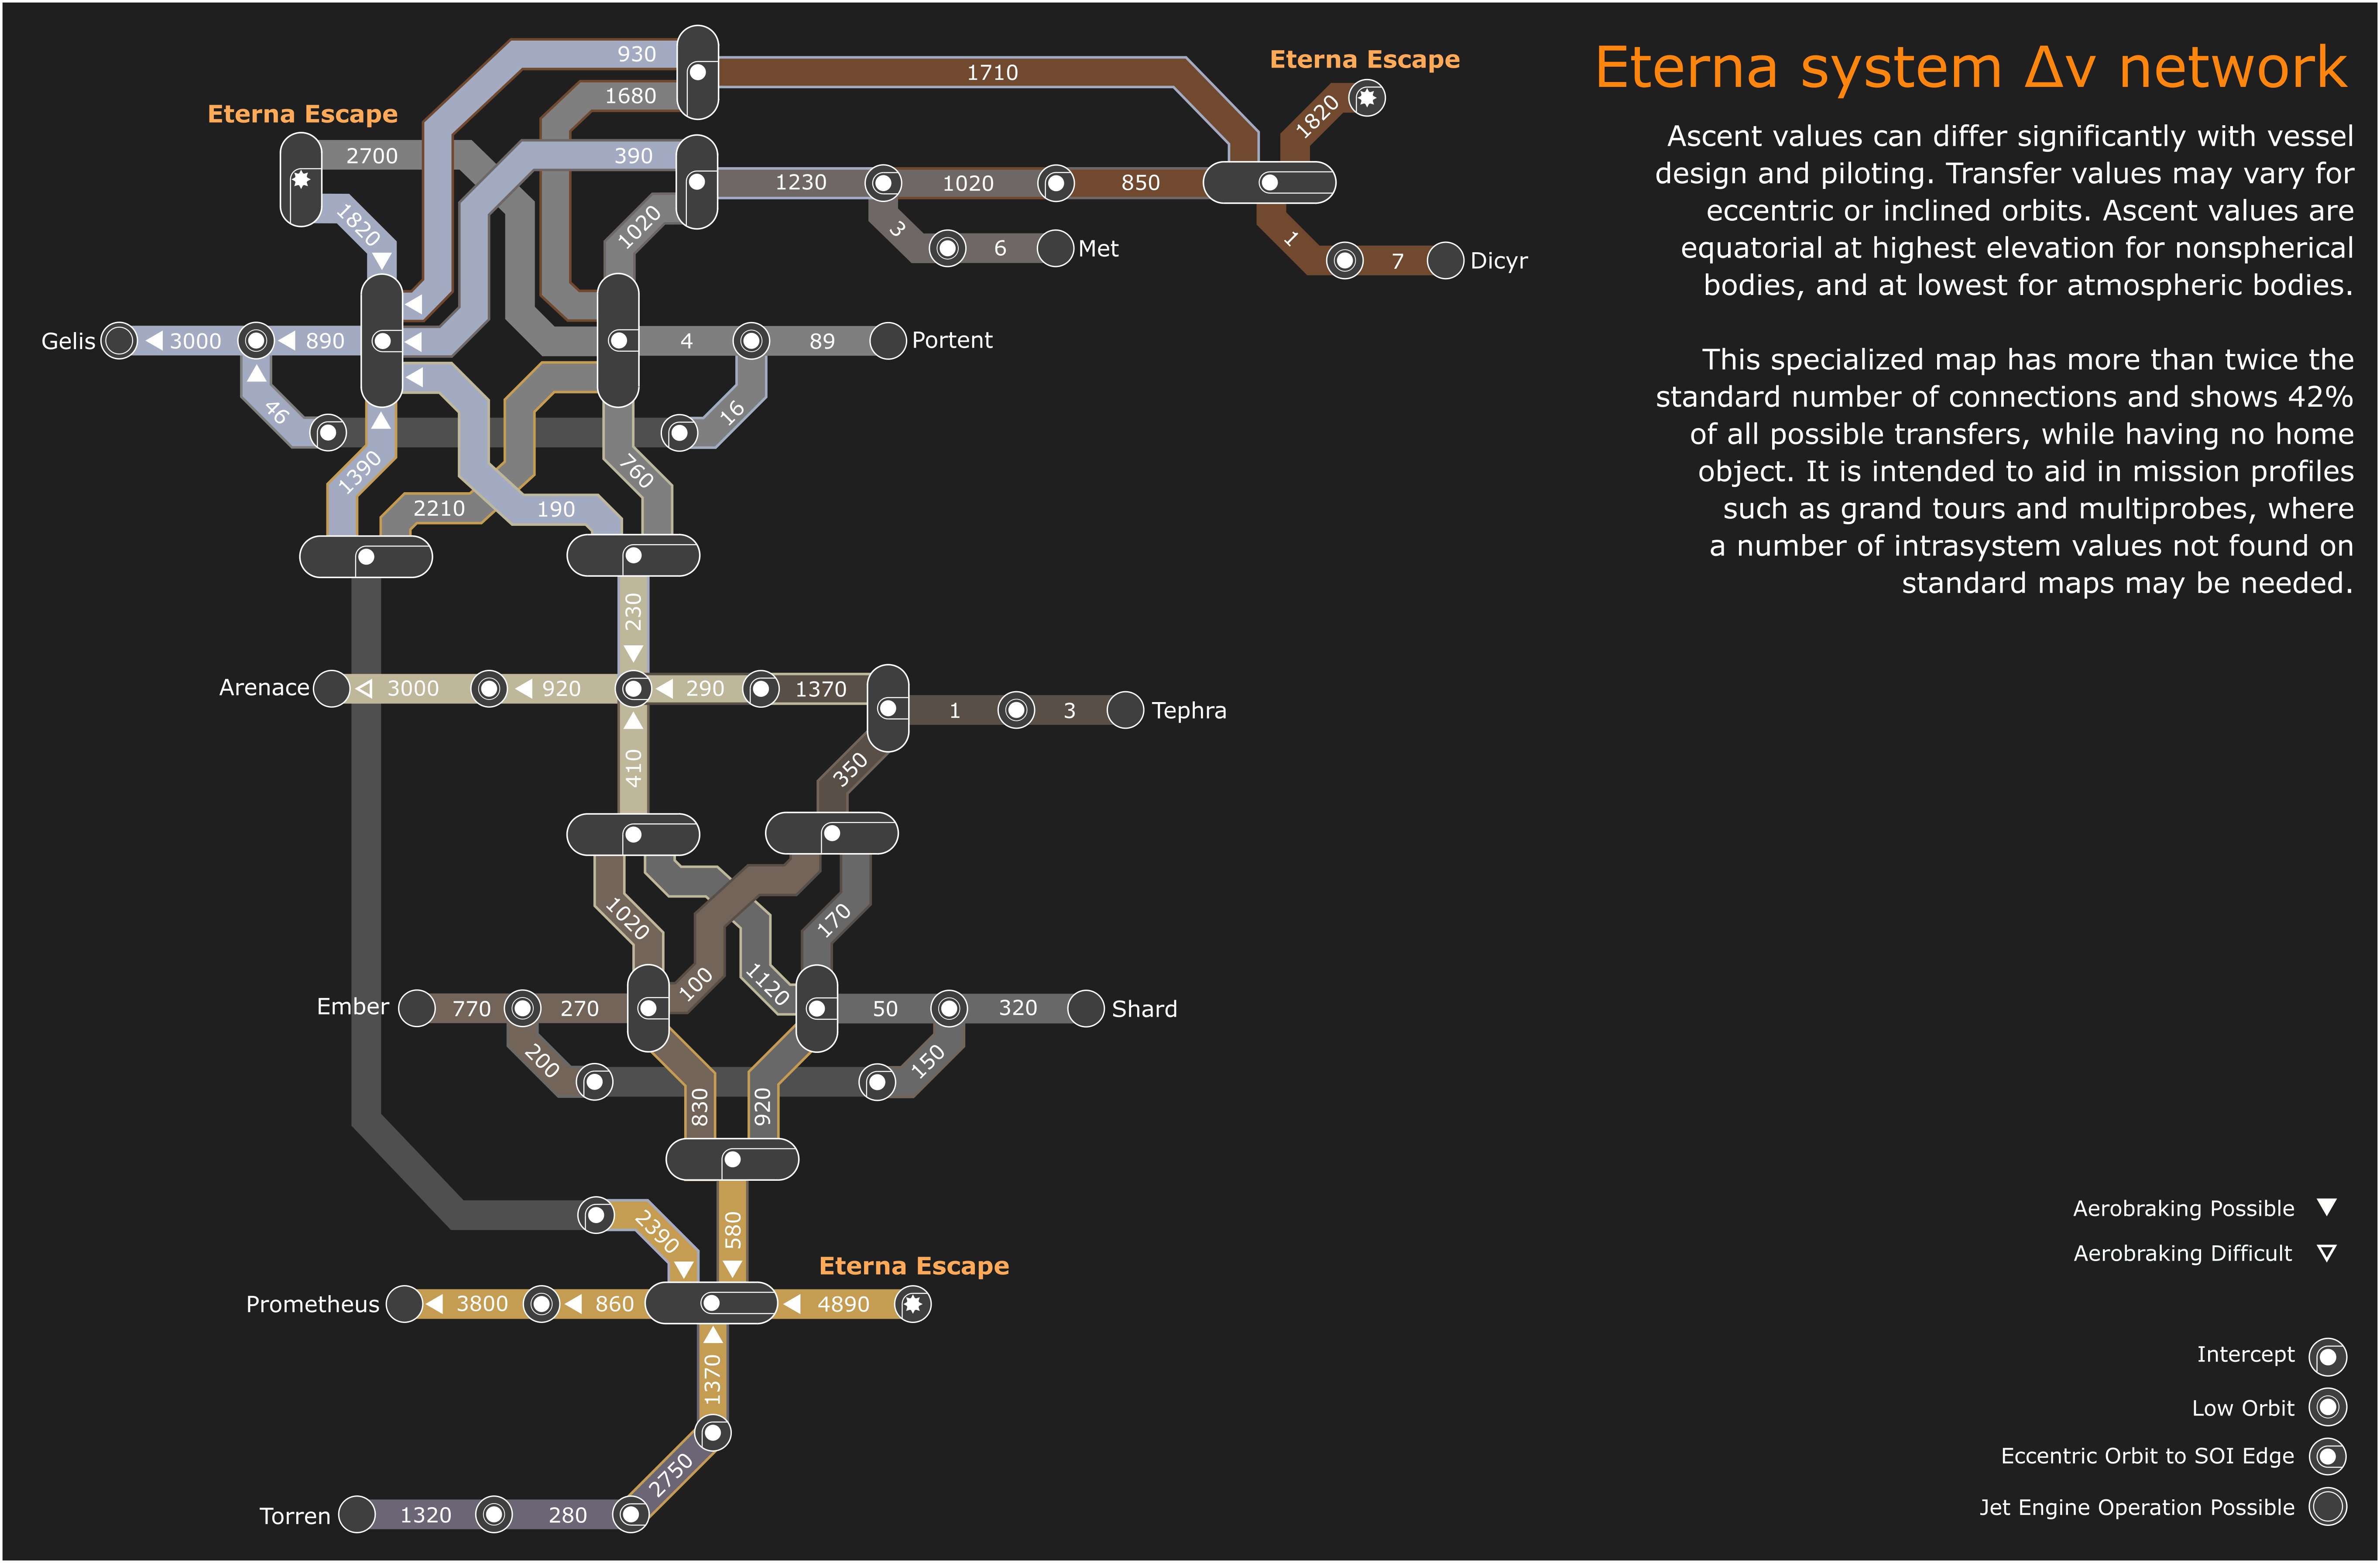 Eterna system Δv network
Ascent values can differ significantly with vessel
design and piloting. Transfer values may vary for
eccentric or inclined orbits. Ascent values are
equatorial at highest elevation for nonspherical
bodies, and at lowest for atmospheric bodies.
This specialized map has more than twice the
standard number of connections and shows 42%
of all possible transfers, while having no home
object. It is intended to aid in mission profiles
such as grand tours and multiprobes, where
a number of intrasystem values not found on
standard maps may be needed.
930
1710
Eterna Escape
1680
1820
Eterna Escape
2700
390
1230
1020
850
1820
1020
3
6
Met
1
7
Dicyr
Gelis
3000
890
4
89
Portent
46
16
1390
760
2210
190
230
Arenace
3000
920
290
1370
1
3
Tephra
410
350
1020
170
100
1120
Ember
770
270
50
320
Shard
200
150
830
920
2390
580
Eterna Escape
Prometheus
3800
860
4890
1370
2750
Torren
1320
280
Aerobraking Possible
Aerobraking Difficult
Intercept
Low Orbit
Eccentric Orbit to SOI Edge
Jet Engine Operation Possible